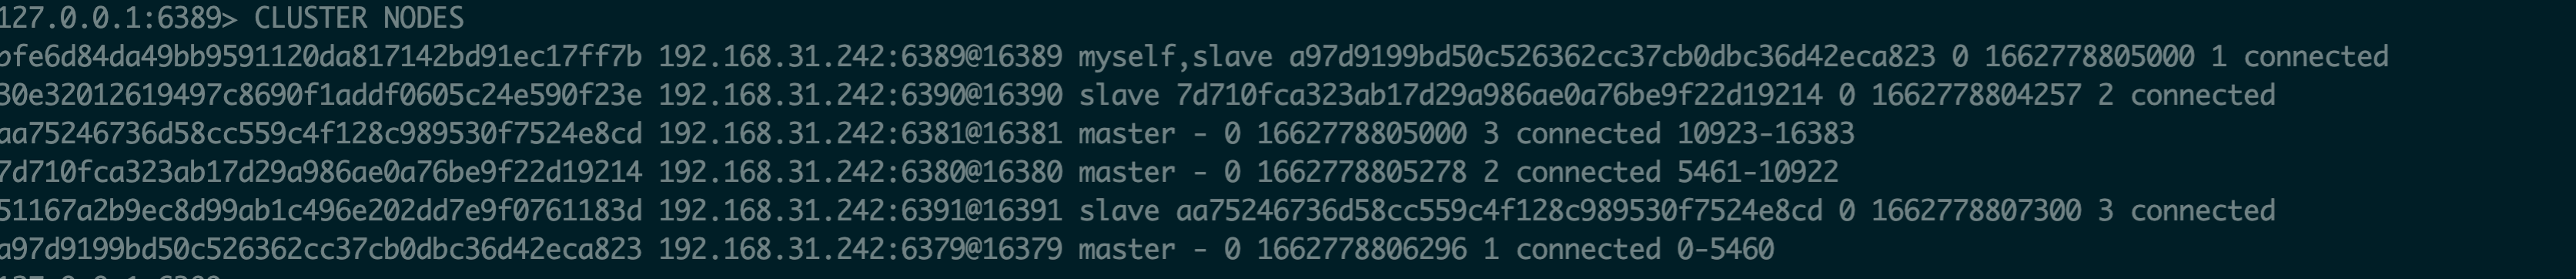 127.0.0.1:6389> CLUSTER NODES
bfe6d84da49bb9591120da817142bd91ec17ff7b 192.168.31.242:6389@16389 myself,slave a97d9199bd50c526362cc37cb0dbc36d42eca823 0 1662778805000 1 connected
30e32012619497c8690f1addf0605c24e590f23e 192.168.31.242:6390@16390 slave 7d710fca323ab17d29a986ae0a76be9f22d19214 0 1662778804257 2 connected
aa75246736d58cc559c4f128c989530f7524e8cd 192.168.31.242:6381@16381 master - 0 1662778805000 3 connected 10923-16383
7d710fca323ab17d29a986ae0a76be9f22d19214 192.168.31.242:6380@16380 master - 0 1662778805278 2 connected 5461-10922
51167a2b9ec8d99ab1c496e202dd7e9f0761183d 192.168.31.242:6391@16391 slave aa75246736d58cc559c4f128c989530f7524e8cd 0 1662778807300 3 connected
a97d9199bd50c526362cc37cb0dbc36d42eca823 192.168.31.242:6379@16379 master - 0 1662778806296 1 connected 0-5460